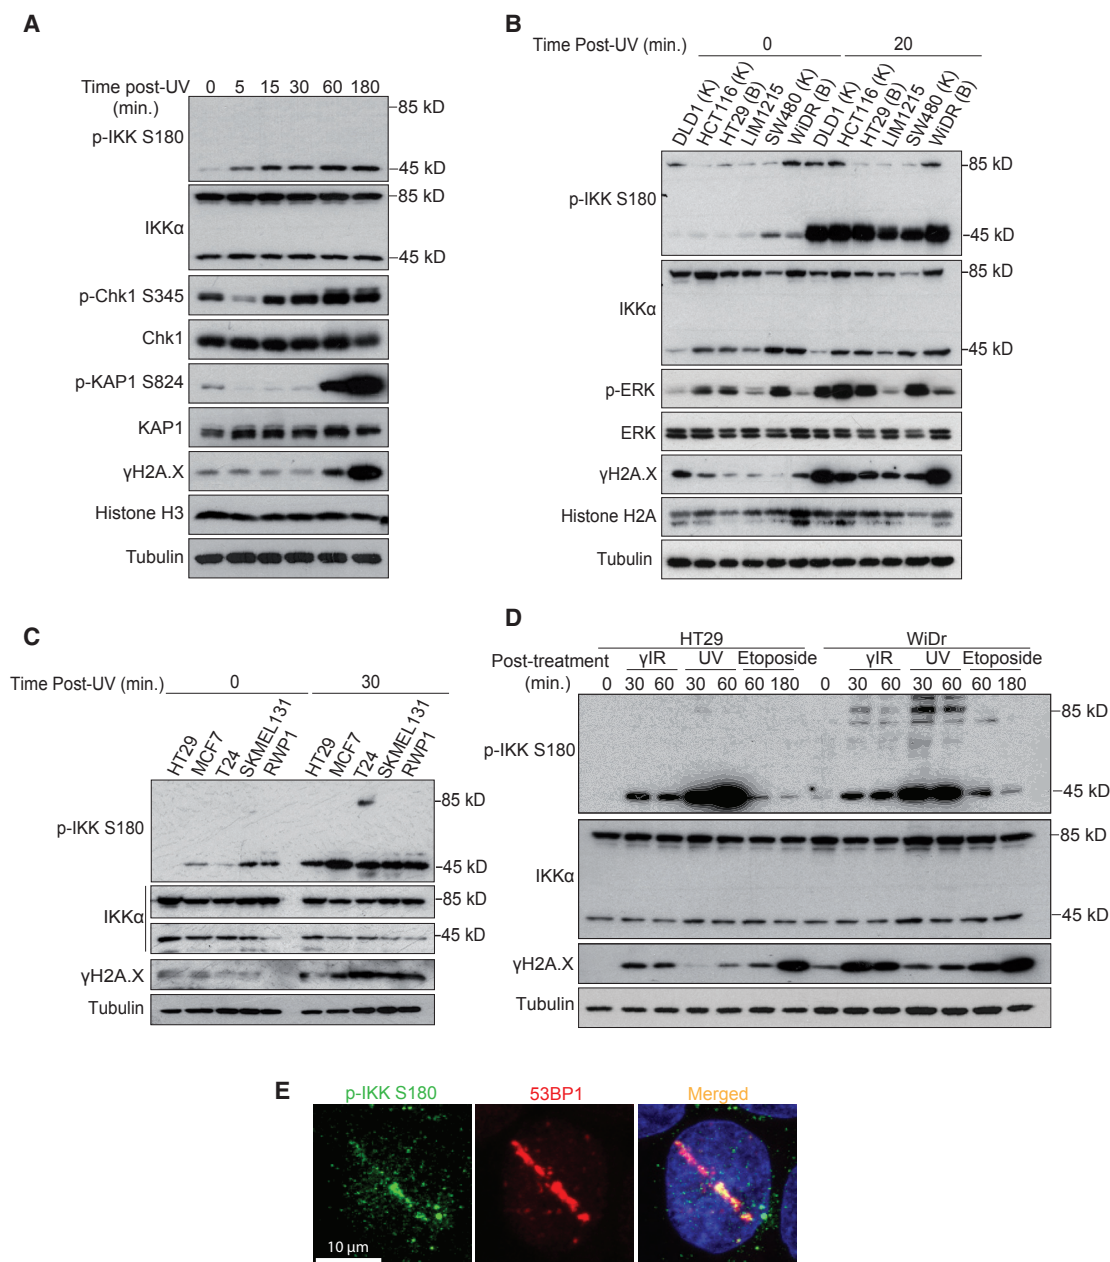 A
Time post-UV (min.) 0 5 15 30 60 180
p-IKK S180
85 kD
45 kD
IKKα
85 kD
45 kD
p-Chk1 S345
Chk1
p-KAP1 S824
KAP1
γH2A.X
Histone H3
Tubulin
B
Time Post-UV (min.) 0 20
DLD1 (K) HCT116 (K) HT29 (B) LIM1215 SW480 (K) WiDR (B) DLD1 (K) HCT116 (K) HT29 (B) LIM1215 SW480 (K) WiDR (B)
p-IKK S180
85 kD
45 kD
IKKα
85 kD
45 kD
p-ERK
ERK
γH2A.X
Histone H2A
Tubulin
C
Time Post-UV (min.) 0 30
HT29 MCF7 T24 SKMEL131 RWP1 HT29 MCF7 T24 SKMEL131 RWP1
p-IKK S180
85 kD
45 kD
IKKα
85 kD
45 kD
γH2A.X
Tubulin
D
HT29 WiDr
Post-treatment (min.)
γIR UV Etoposide γIR UV Etoposide
0 30 60 30 60 60 180 0 30 60 30 60 60 180
p-IKK S180
85 kD
45 kD
IKKα
85 kD
45 kD
γH2A.X
Tubulin
E
p-IKK S180 53BP1 Merged
10 μm